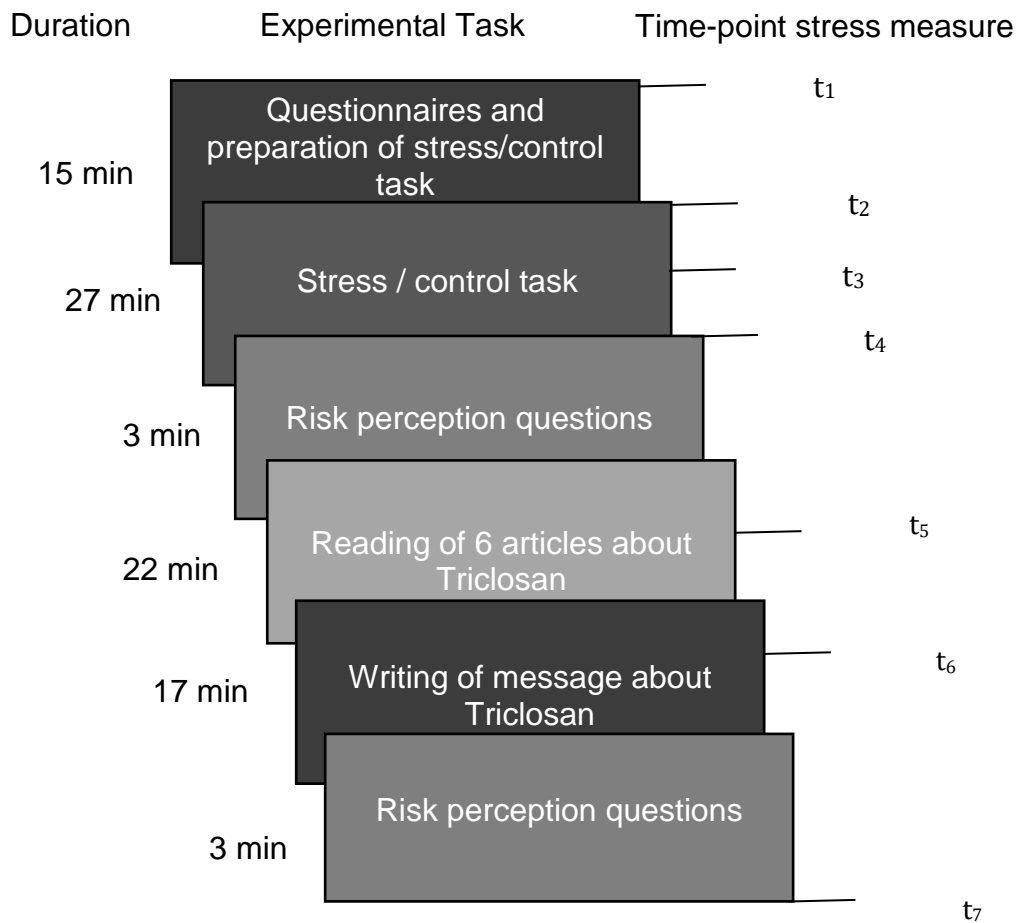 Duration Experimental Task Time-point stress measure
t₁
Questionnaires and
preparation of stress/control
task
15 min
t₂
Stress / control task
t₃
27 min
t₄
Risk perception questions
3 min
t₅
Reading of 6 articles about
Triclosan
22 min
t₆
Writing of message about
Triclosan
17 min
Risk perception questions
3 min
t₇